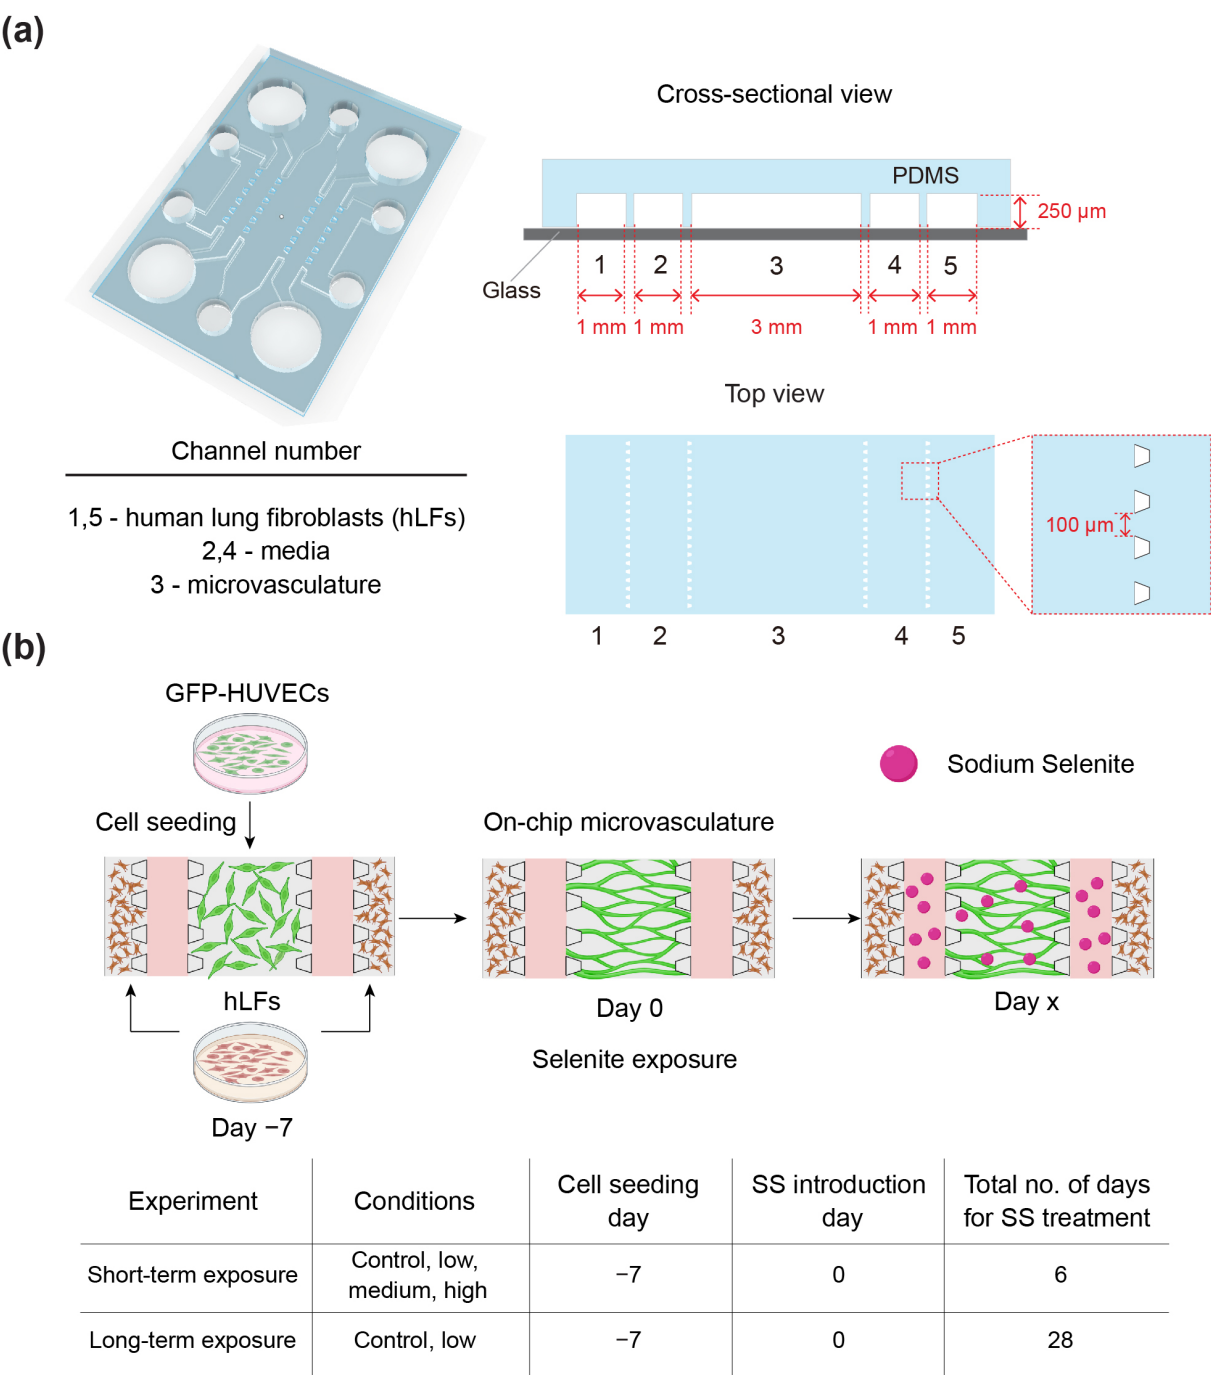 (a)
Cross-sectional view
PDMS
250 µm
Glass
1 2 3 4 5
1 mm 1 mm 3 mm 1 mm 1 mm
Top view
100 µm
1 2 3 4 5
Channel number
1,5 - human lung fibroblasts (hLFs)
2,4 - media
3 - microvasculature
(b)
GFP-HUVECs
Sodium Selenite
Cell seeding
On-chip microvasculature
hLFs
Day 0
Day x
Selenite exposure
Day −7
Experiment
Conditions
Cell seeding
day
SS introduction
day
Total no. of days
for SS treatment
Short-term exposure
Control, low,
medium, high
−7
0
6
Long-term exposure
Control, low
−7
0
28